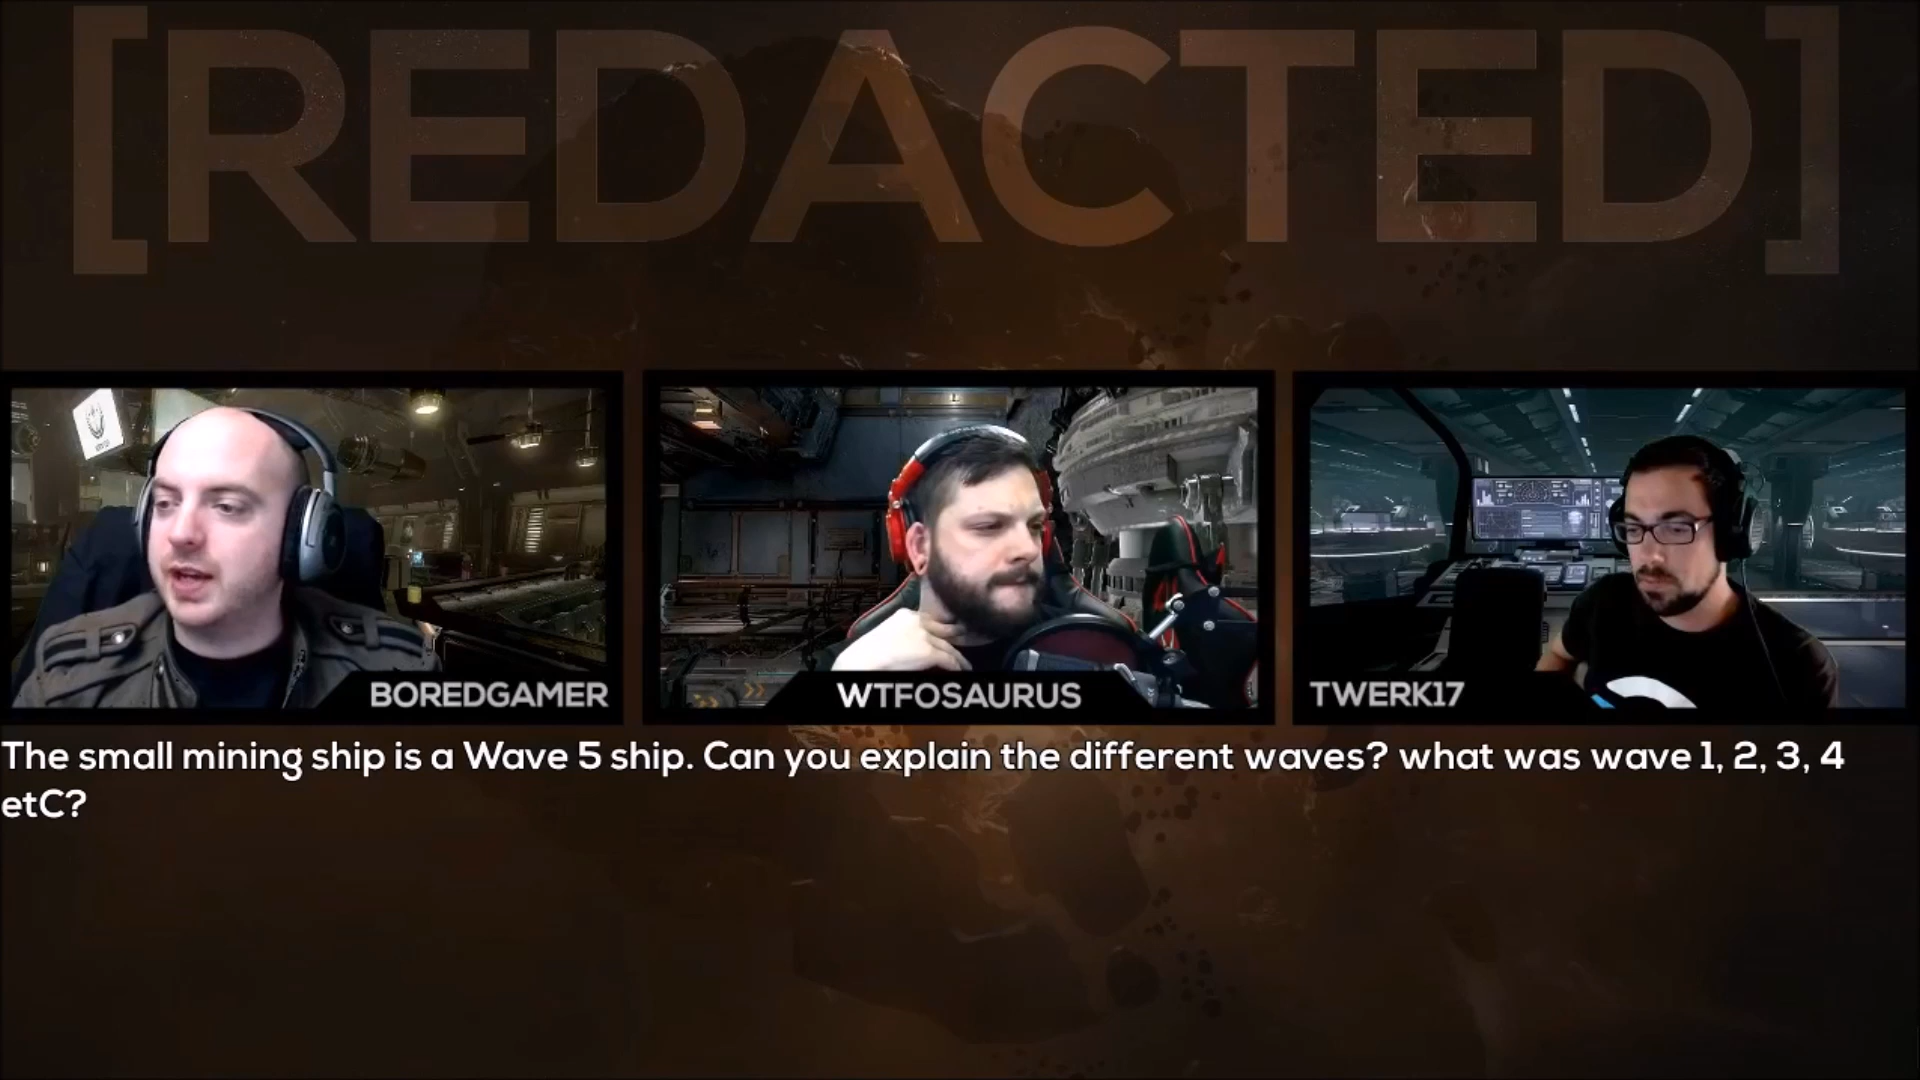 [REDACTED]
BOREDGAMER
WTFOSAURUS
TWERK17
The small mining ship is a Wave 5 ship. Can you explain the different waves? what was wave 1, 2, 3, 4
etC?